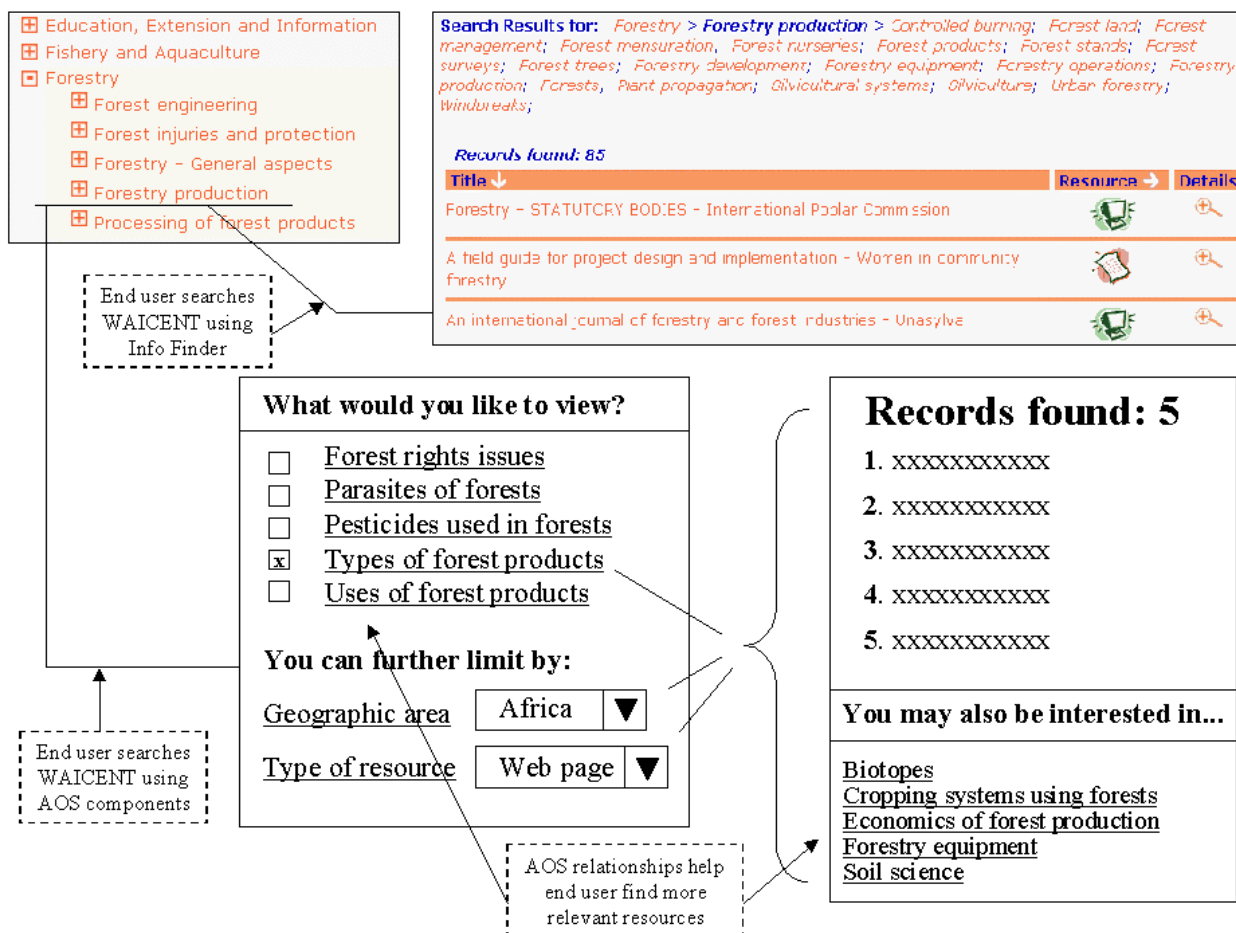 Education, Extension and Information
Fishery and Aquaculture
Forestry
Forest engineering
Forest injuries and protection
Forestry - General aspects
Forestry production
Processing of forest products
Search Results for: Forestry > Forestry production > Controlled burning; Forest land; Forest
management; Forest mensuration, Forest nurseries; Forest products; Forest stands; Forest
surveys; Forest trees; Forestry development; Forestry equipment; Forestry operations; Forestry
production; Forests, Plant propagation; Silvicultural systems; Silviculture; Urban forestry;
Windbreaks;
Records found: 85
Title Resource Details
Forestry - STATUTORY BODIES - International Poplar Commission
A field guide for project design and implementation - Women in community
forestry
An international journal of forestry and forest industries - Unasylva
End user searches
WAICENT using
Info Finder
What would you like to view?
Forest rights issues
Parasites of forests
Pesticides used in forests
x Types of forest products
Uses of forest products
You can further limit by:
Geographic area Africa
Type of resource Web page
Records found: 5
1. xxxxxxxxxxx
2. xxxxxxxxxxx
3. xxxxxxxxxxx
4. xxxxxxxxxxx
5. xxxxxxxxxxx
You may also be interested in...
Biotopes
Cropping systems using forests
Economics of forest production
Forestry equipment
Soil science
End user searches
WAICENT using
AOS components
AOS relationships help
end user find more
relevant resources